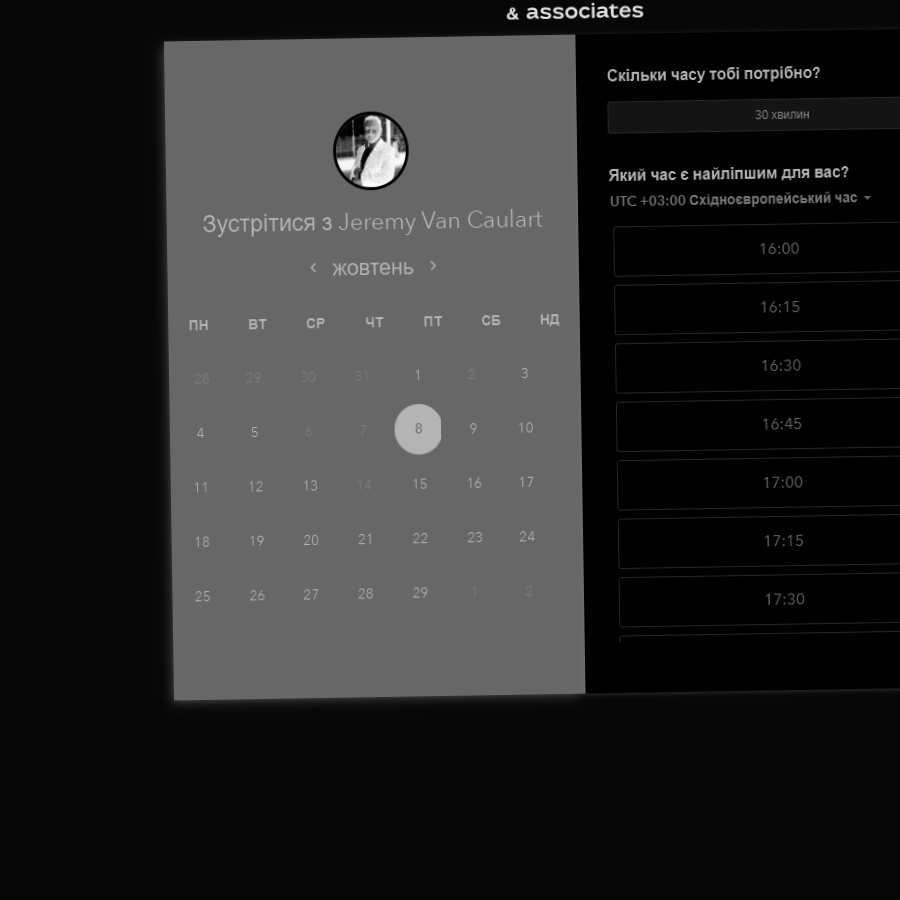 & associates
Зустрітися з Jeremy Van Caulart
‹ жовтень ›
ПН ВТ СР ЧТ ПТ СБ НД
28 29 30 31 1 2 3
4 5 6 7 8 9 10
11 12 13 14 15 16 17
18 19 20 21 22 23 24
25 26 27 28 29 1 2
Скільки часу тобі потрібно?
30 хвилин
Який час є найліпшим для вас?
UTC +03:00 Східноєвропейський час
16:00
16:15
16:30
16:45
17:00
17:15
17:30